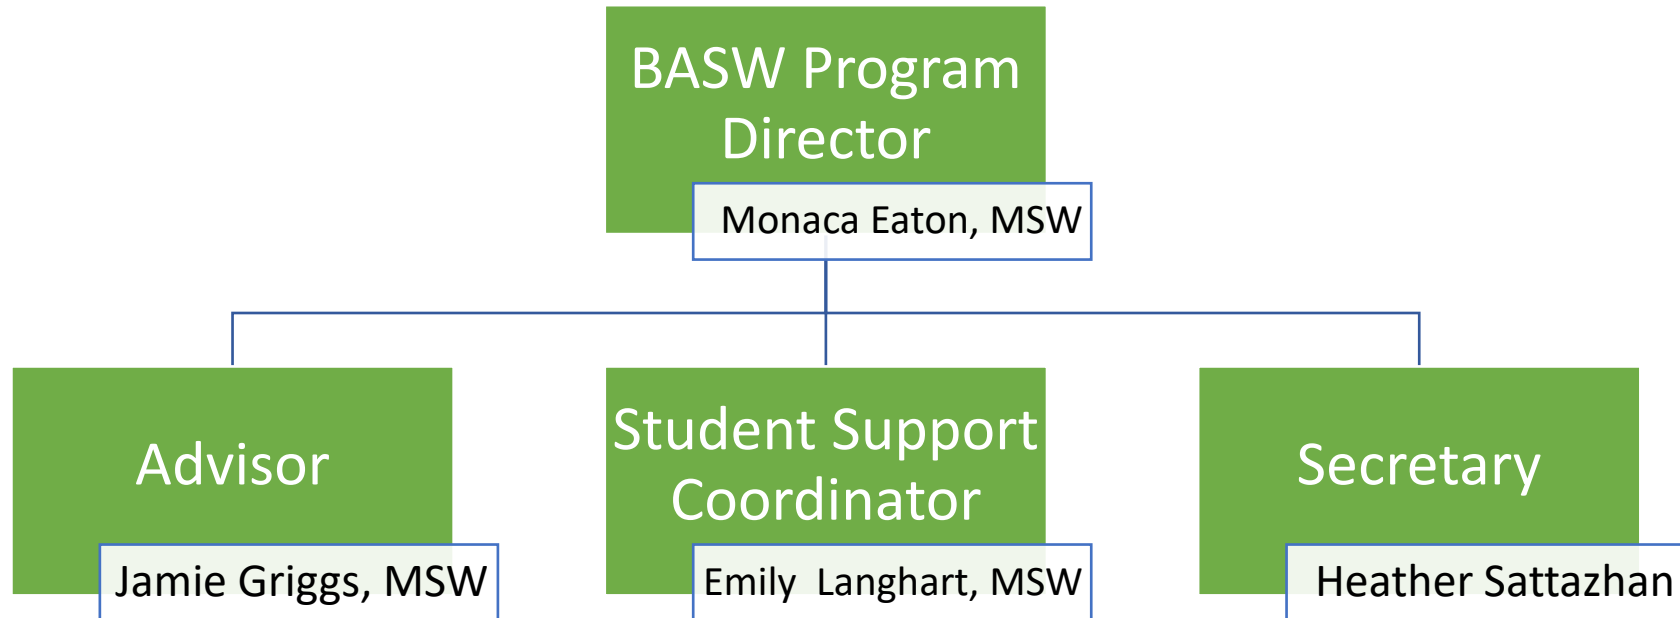 BASW Program
Director
Monaca Eaton, MSW
Advisor
Jamie Griggs, MSW
Student Support
Coordinator
Emily  Langhart, MSW
Secretary
Heather Sattazhan